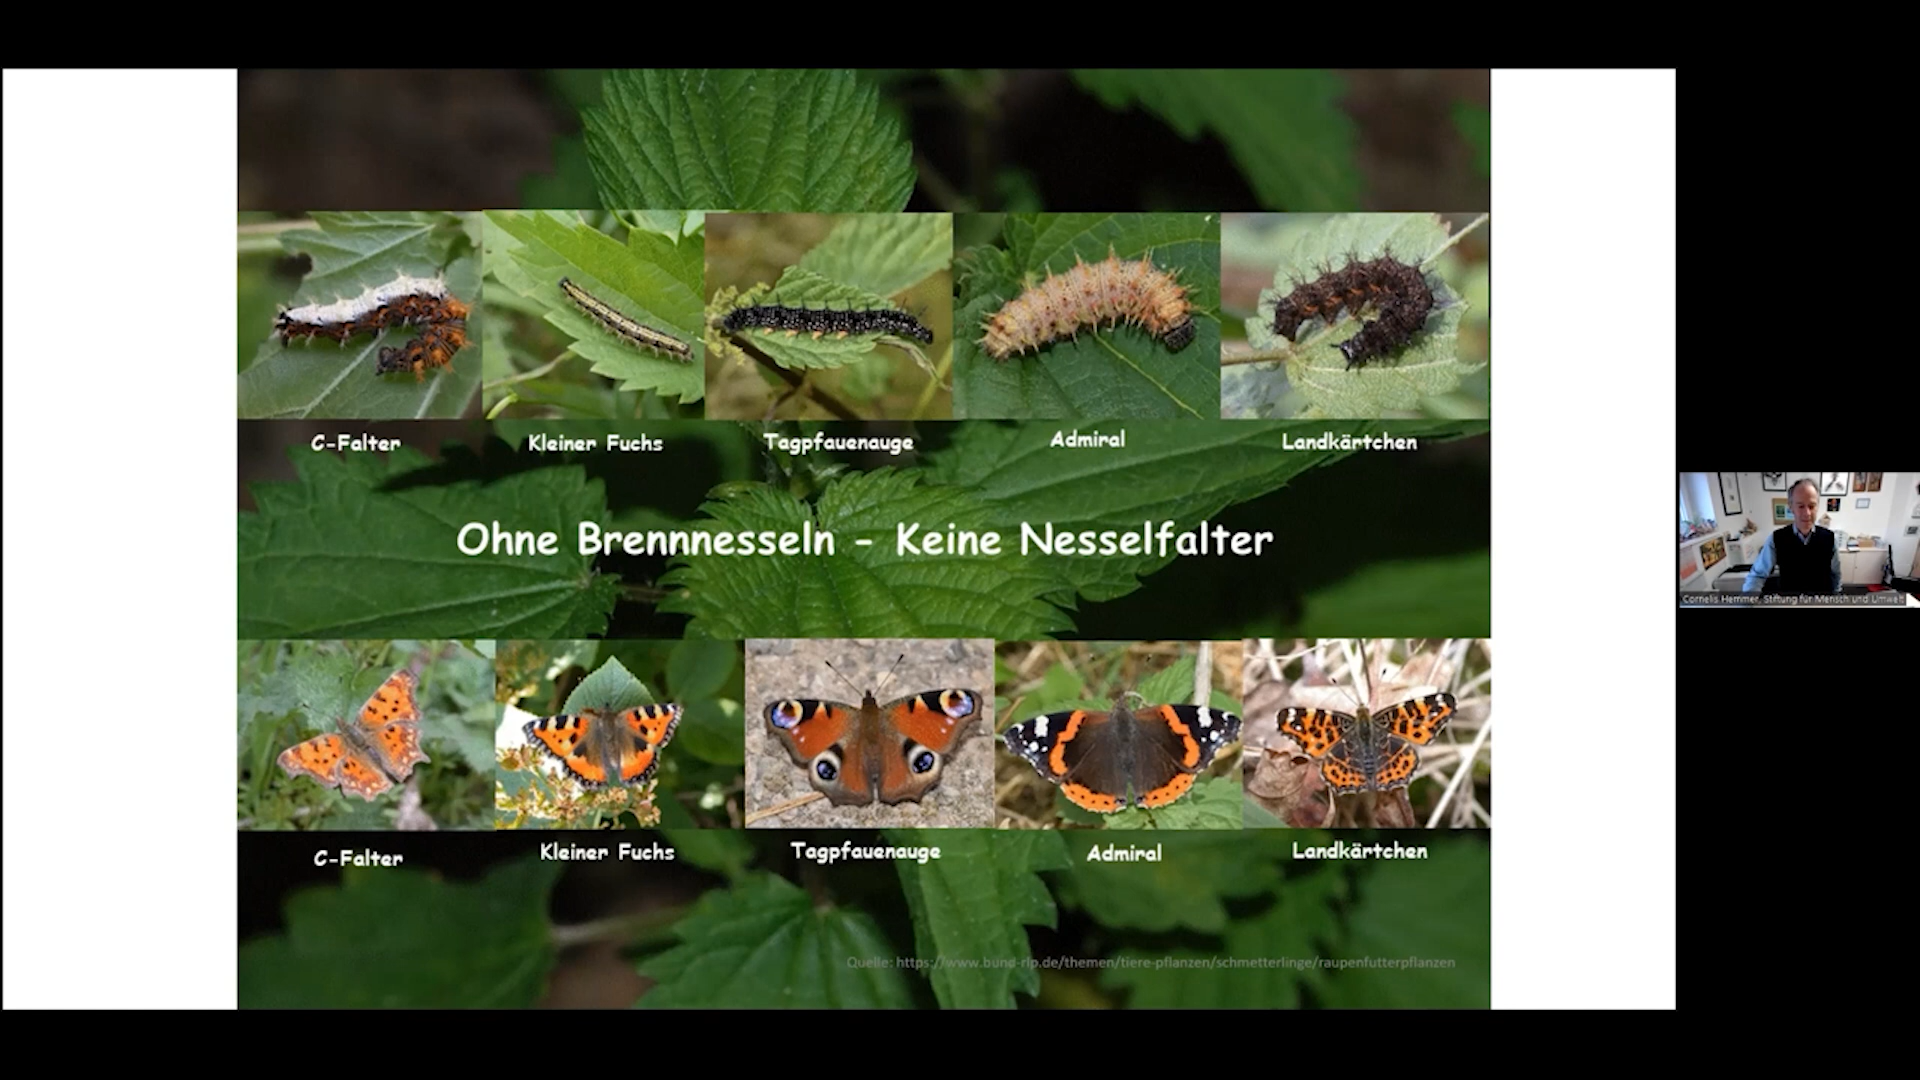 C-Falter
Kleiner Fuchs
Tagpfauenauge
Admiral
Landkärtchen
Ohne Brennnesseln - Keine Nesselfalter
C-Falter
Kleiner Fuchs
Tagpfauenauge
Admiral
Landkärtchen
Quelle: https://www.bund-rlp.de/themen/tiere-pflanzen/schmetterlinge/raupenfutterpflanzen
Cornelis Hemmer, Stiftung für Mensch und Umwelt